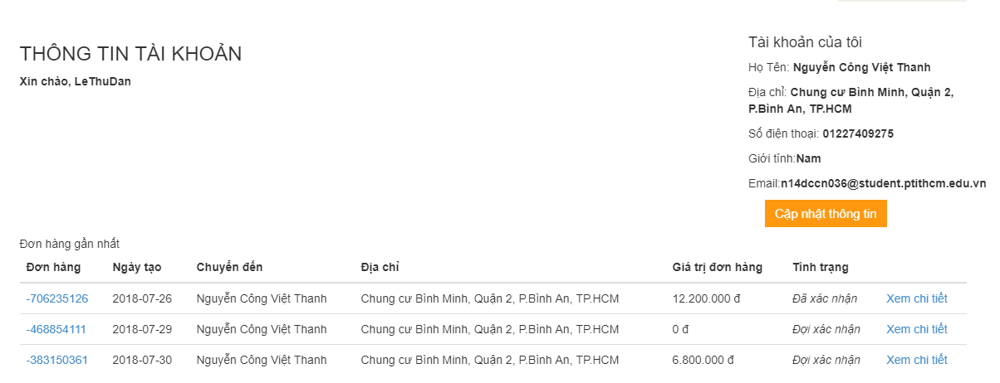 THÔNG TIN TÀI KHOẢN
Xin chào, LeThuDan
Tài khoản của tôi
Họ Tên: Nguyễn Công Việt Thanh
Địa chỉ: Chung cư Bình Minh, Quận 2,
P.Bình An, TP.HCM
Số điện thoại: 01227409275
Giới tính:Nam
Email:n14dccn036@student.ptithcm.edu.vn
Cập nhật thông tin
Đơn hàng gần nhất
Đơn hàng Ngày tạo Chuyển đến Địa chỉ Giá trị đơn hàng Tình trạng
-706235126 2018-07-26 Nguyễn Công Việt Thanh Chung cư Bình Minh, Quận 2, P.Bình An, TP.HCM 12.200.000 đ Đã xác nhận Xem chi tiết
-468854111 2018-07-29 Nguyễn Công Việt Thanh Chung cư Bình Minh, Quận 2, P.Bình An, TP.HCM 0 đ Đợi xác nhận Xem chi tiết
-383150361 2018-07-30 Nguyễn Công Việt Thanh Chung cư Bình Minh, Quận 2, P.Bình An, TP.HCM 6.800.000 đ Đợi xác nhận Xem chi tiết